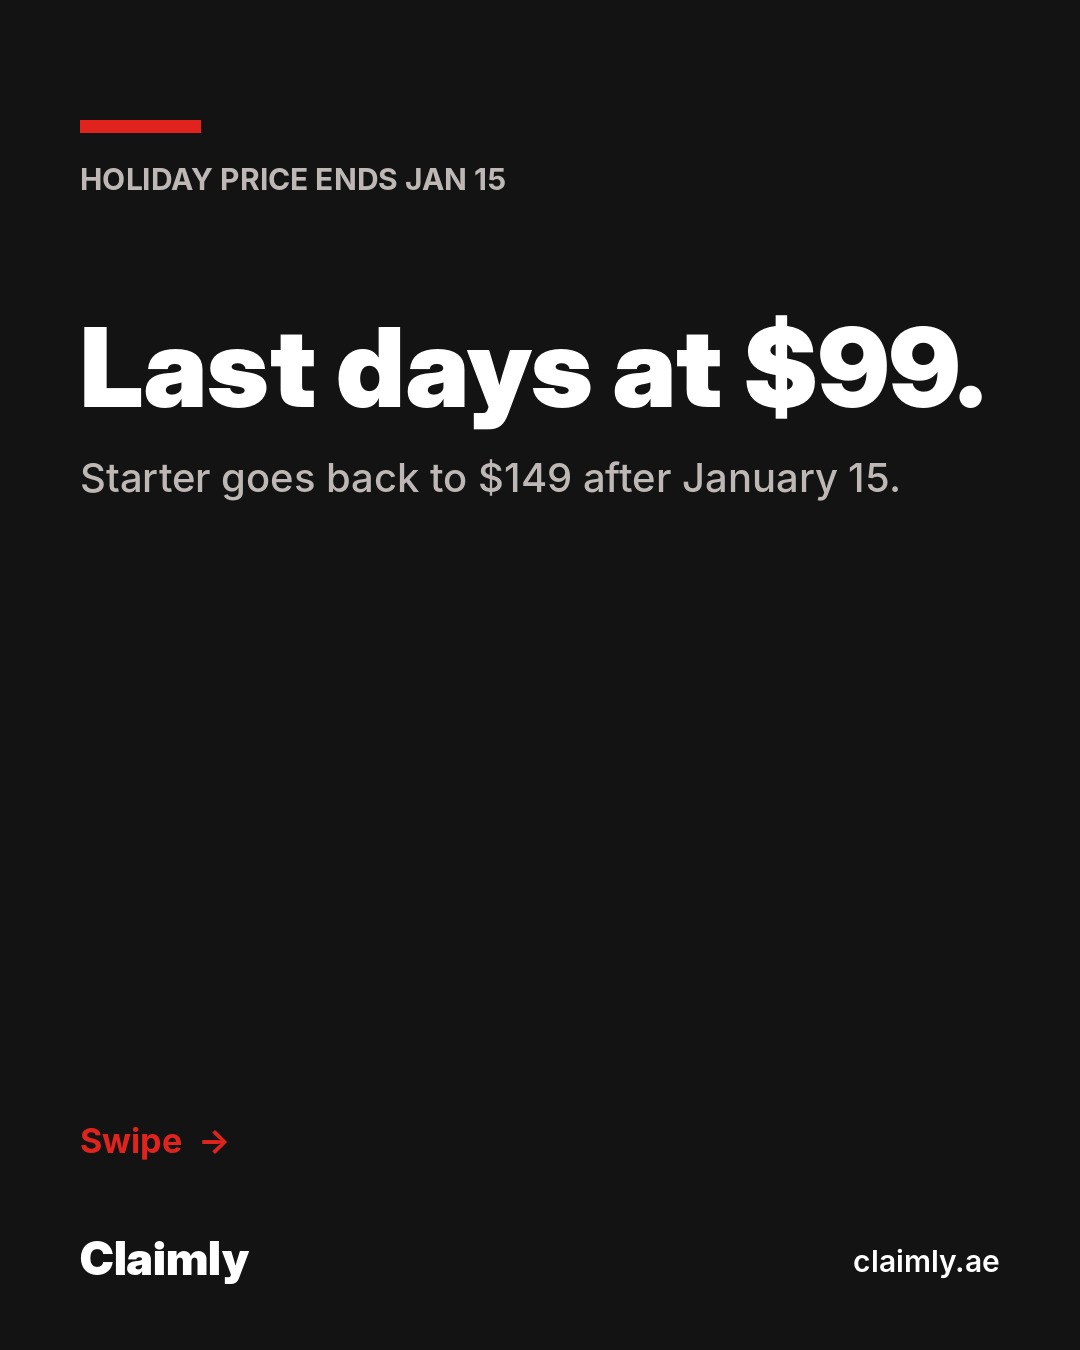 HOLIDAY PRICE ENDS JAN 15
Last days at $99.
Starter goes back to $149 after January 15.
Swipe →
Claimly
claimly.ae